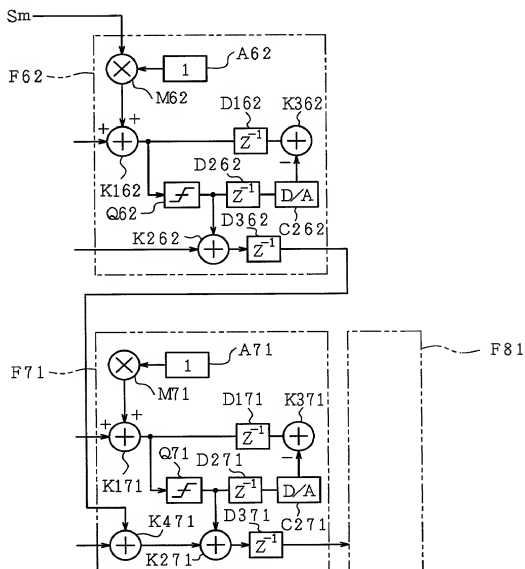 Sm
F62
A62
1
M62
D162
K362
+
+
Z⁻¹
K162
D262
−
Q62
Z⁻¹
D/A
K262
D362
C262
Z⁻¹
F71
A71
F81
1
M71
D171
K371
+
+
Z⁻¹
K171
Q71
D271
−
Z⁻¹
D/A
D371
C271
K471
K271
Z⁻¹